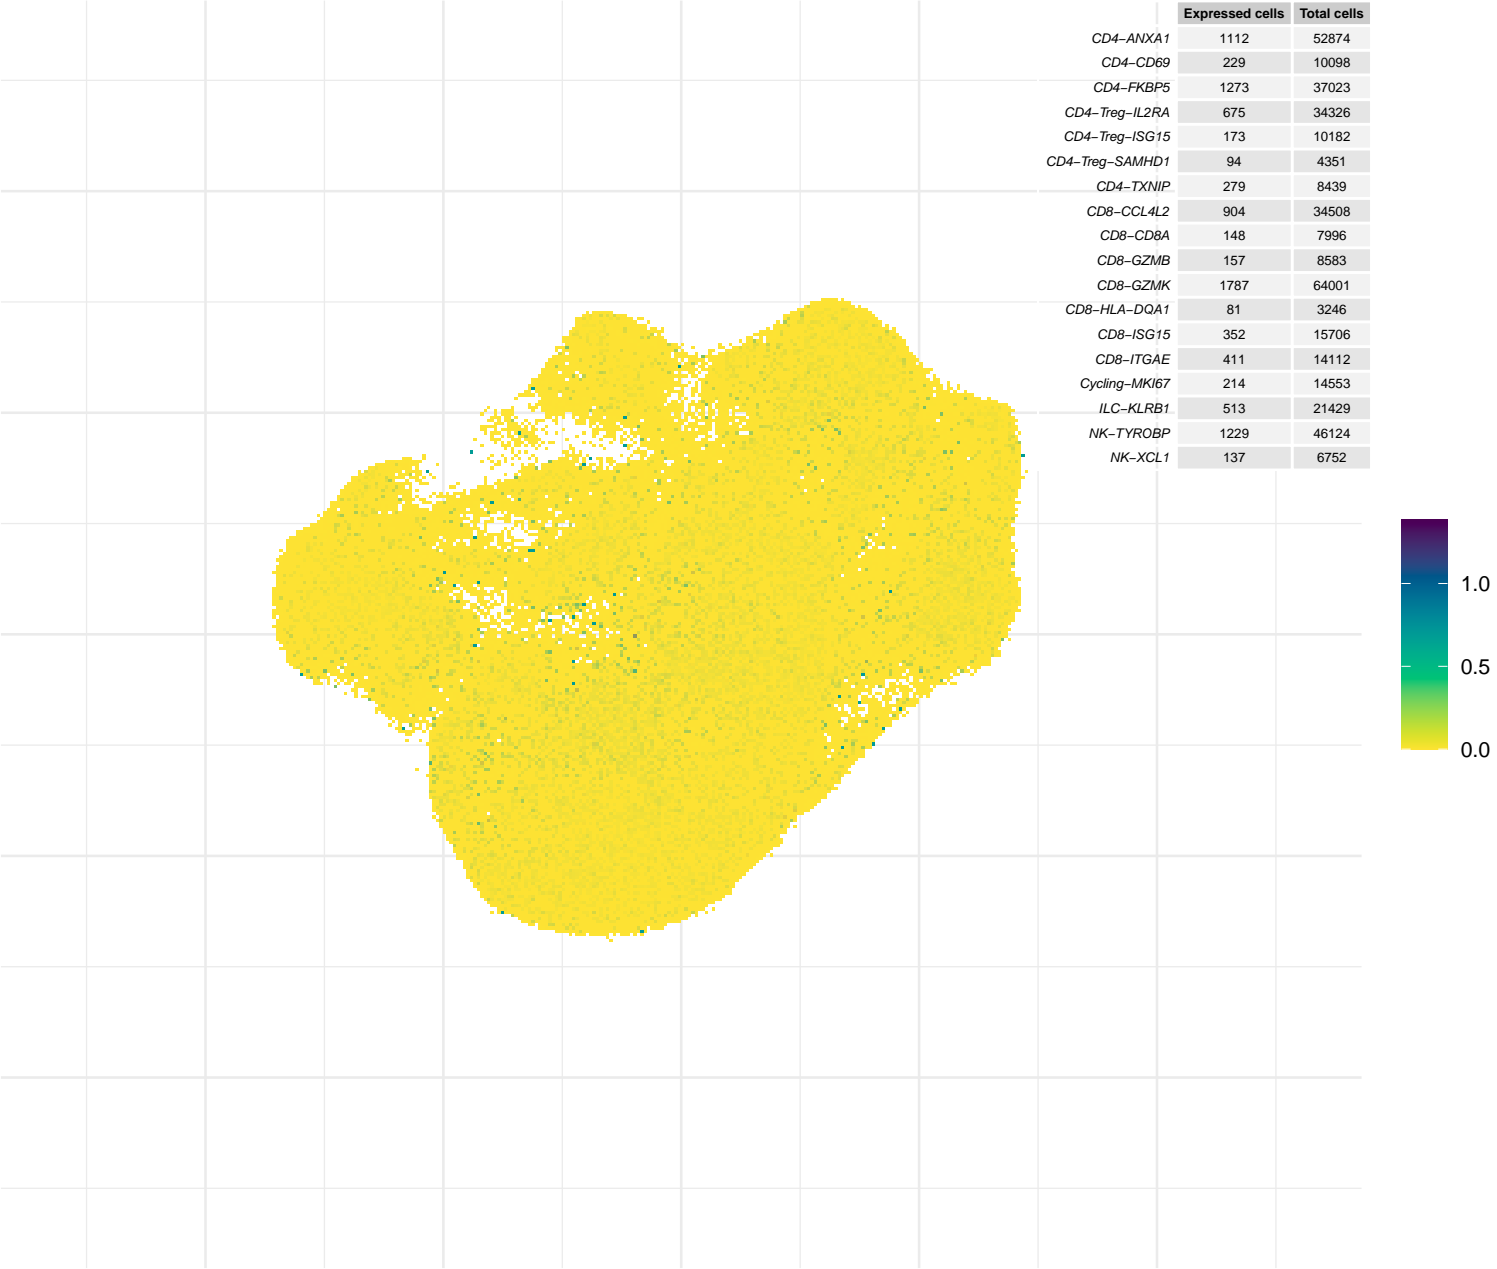 Expressed cells Total cells
CD4−ANXA1 1112 52874
CD4−CD69 229 10098
CD4−FKBP5 1273 37023
CD4−Treg−IL2RA 675 34326
CD4−Treg−ISG15 173 10182
CD4−Treg−SAMHD1 94 4351
CD4−TXNIP 279 8439
CD8−CCL4L2 904 34508
CD8−CD8A 148 7996
CD8−GZMB 157 8583
CD8−GZMK 1787 64001
CD8−HLA−DQA1 81 3246
CD8−ISG15 352 15706
CD8−ITGAE 411 14112
Cycling−MKI67 214 14553
ILC−KLRB1 513 21429
NK−TYROBP 1229 46124
NK−XCL1 137 6752
1.0
0.5
0.0